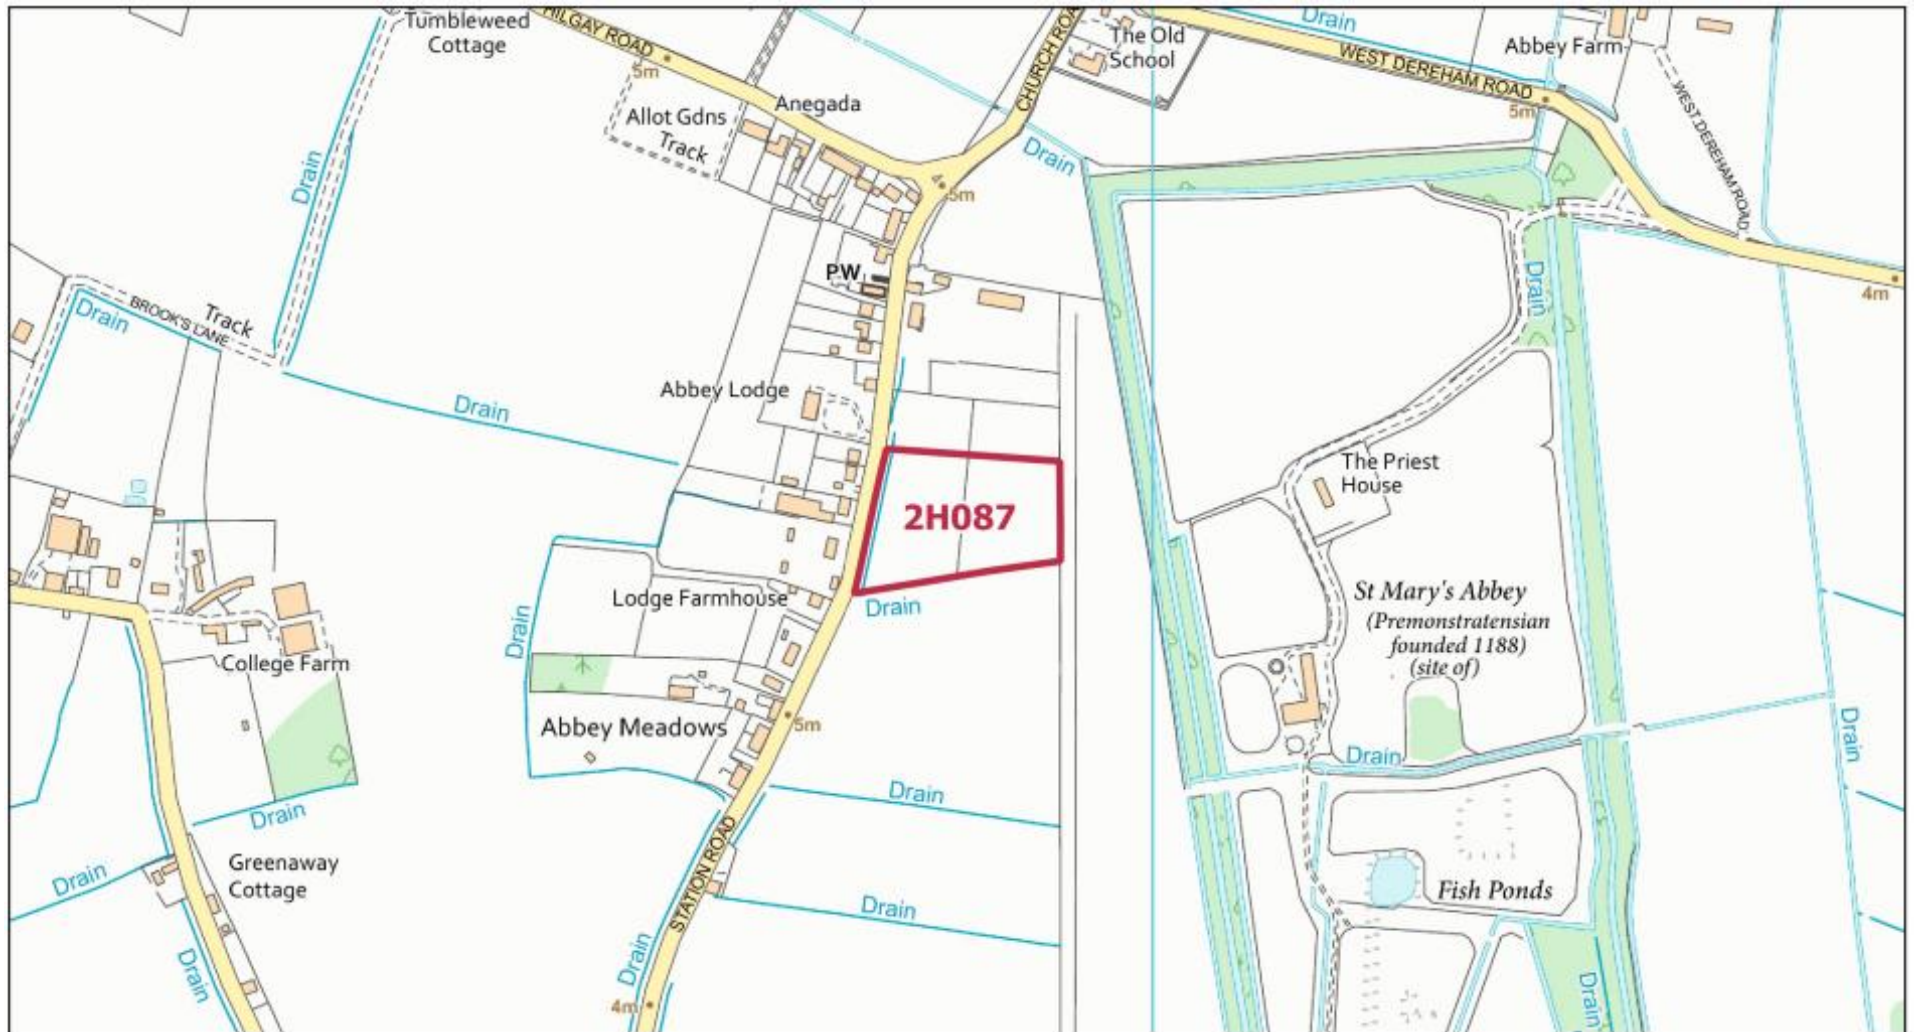 Tumbleweed
Cottage
HILGAY ROAD
5m
Allot Gdns
Track
Anegada
CHURCH ROA
The Old
School
Drain
WEST DEREHAM ROAD
5m
Abbey Farm
WEST DEREHAM ROAD
4m
Drain
Drain
5m
PW
Drain
Track
BROOK'S LANE
Drain
Drain
Abbey Lodge
2H087
The Priest
House
Lodge Farmhouse
Drain
Drain
College Farm
St Mary's Abbey
(Premonstratensian
founded 1188)
(site of)
Abbey Meadows
5m
Drain
Drain
Drain
Drain
Greenaway
Cottage
Drain
STATION ROAD
Drain
Fish Ponds
Drain
Drain
4m
Drain